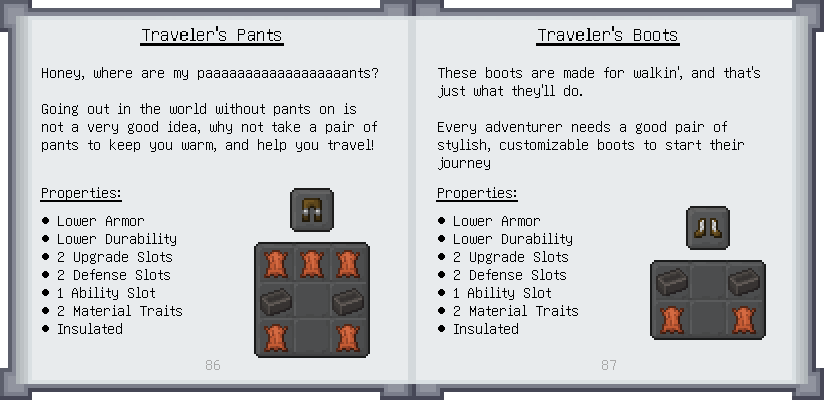 Traveler's Pants
Honey, where are my paaaaaaaaaaaaaaaaaaants?
Going out in the world without pants on is
not a very good idea, why not take a pair of
pants to keep you warm, and help you travel!
Properties:
● Lower Armor
● Lower Durability
● 2 Upgrade Slots
● 2 Defense Slots
● 1 Ability Slot
● 2 Material Traits
● Insulated
86
Traveler's Boots
These boots are made for walkin', and that's
just what they'll do.
Every adventurer needs a good pair of
stylish, customizable boots to start their
journey
Properties:
● Lower Armor
● Lower Durability
● 2 Upgrade Slots
● 2 Defense Slots
● 1 Ability Slot
● 2 Material Traits
● Insulated
87